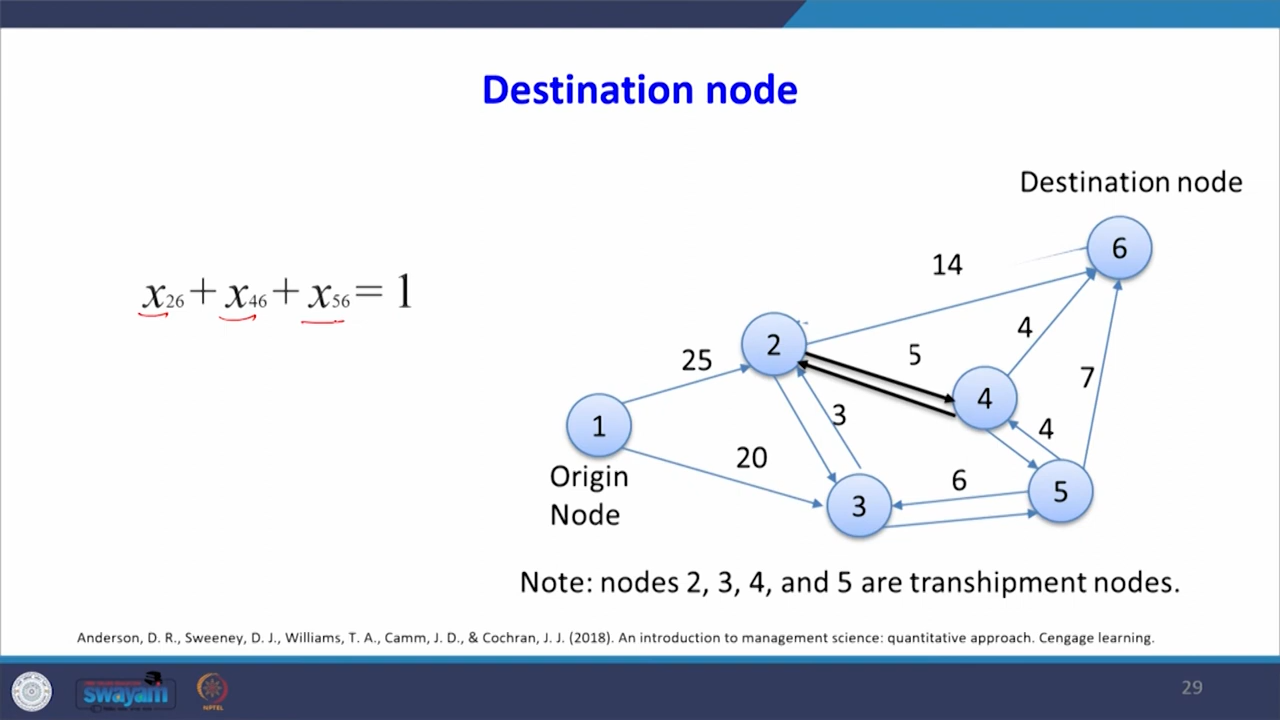 Destination node
Destination node
x26 + x46 + x56 = 1
6
14
4
2
5
25
7
4
3
4
1
20
6
5
3
Origin
Node
Note: nodes 2, 3, 4, and 5 are transhipment nodes.
Anderson, D. R., Sweeney, D. J., Williams, T. A., Camm, J. D., & Cochran, J. J. (2018). An introduction to management science: quantitative approach. Cengage learning.
swayam
NPTEL
29